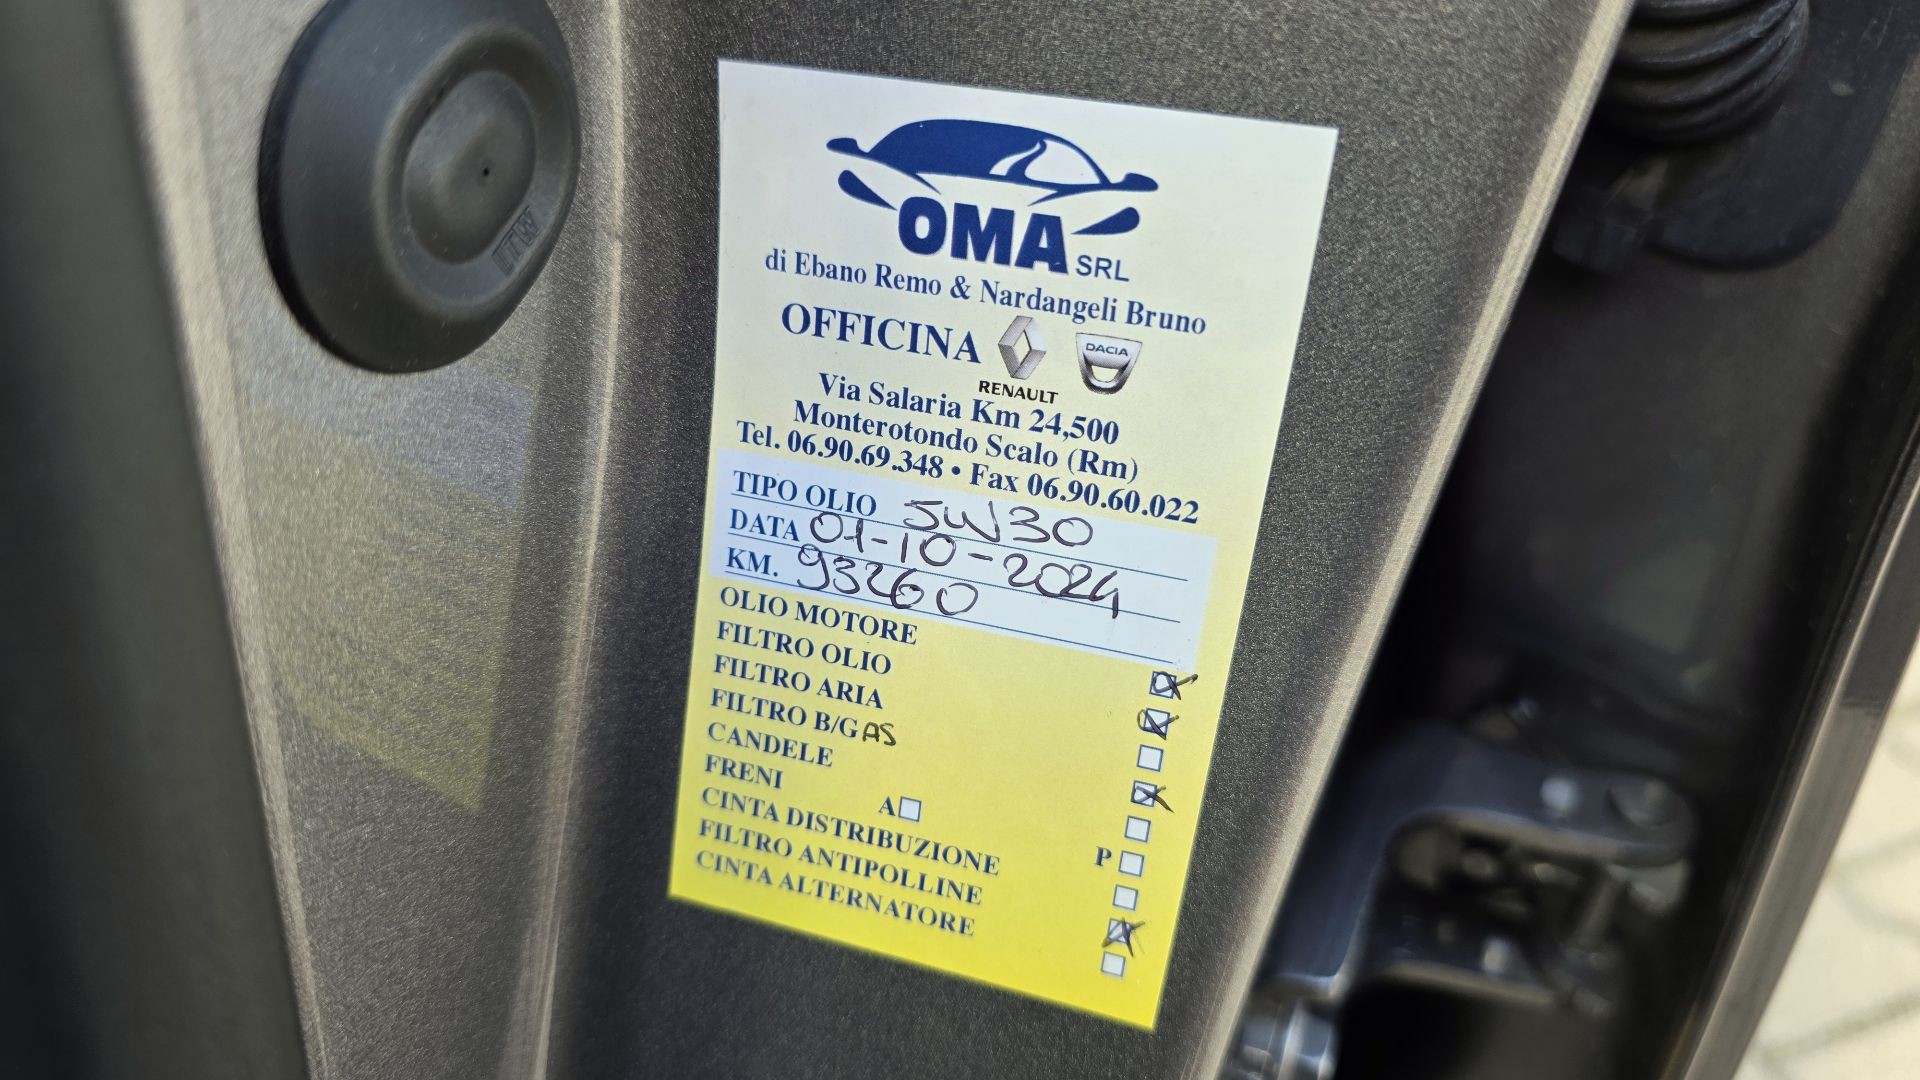 ITW
OMA SRL
di Ebano Remo & Nardangeli Bruno
OFFICINA
RENAULT
DACIA
Via Salaria Km 24,500
Monterotondo Scalo (Rm)
Tel. 06.90.69.348 • Fax 06.90.60.022
TIPO OLIO 5W30
DATA 01-10-2024
KM. 93260
OLIO MOTORE
FILTRO OLIO
FILTRO ARIA
FILTRO B/GAS
CANDELE
FRENI A P
CINTA DISTRIBUZIONE
FILTRO ANTIPOLLINE
CINTA ALTERNATORE